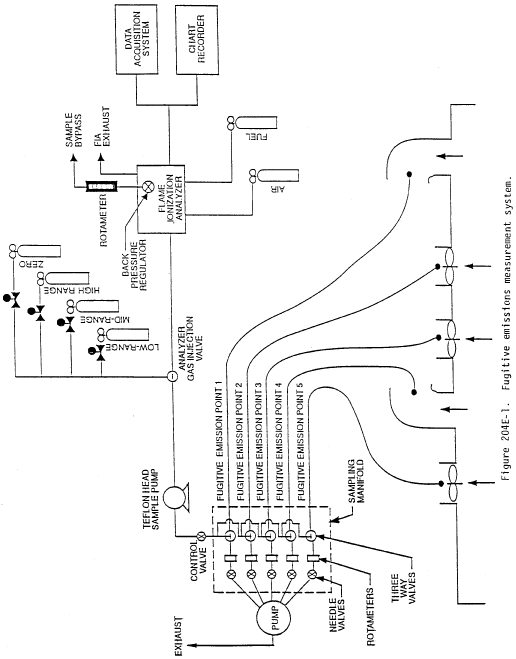 DATA
ACQUISITION
SYSTEM
CHART
RECORDER
SAMPLE
BYPASS
FIA
EXHAUST
ROTAMETER
BACK
PRESSURE
REGULATOR
FLAME
IONIZATION
ANALYZER
FUEL
AIR
ZERO
HIGH RANGE
MID-RANGE
LOW-RANGE
ANALYZER
GAS INJECTION
VALVE
TEFLON HEAD
SAMPLE PUMP
FUGITIVE EMISSION POINT 1
FUGITIVE EMISSION POINT 2
FUGITIVE EMISSION POINT 3
FUGITIVE EMISSION POINT 4
FUGITIVE EMISSION POINT 5
SAMPLING
MANIFOLD
CONTROL
VALVE
THREE
WAY
VALVES
ROTAMETERS
NEEDLE
VALVES
PUMP
EXHAUST
Figure 204E-1. Fugitive emissions measurement system.